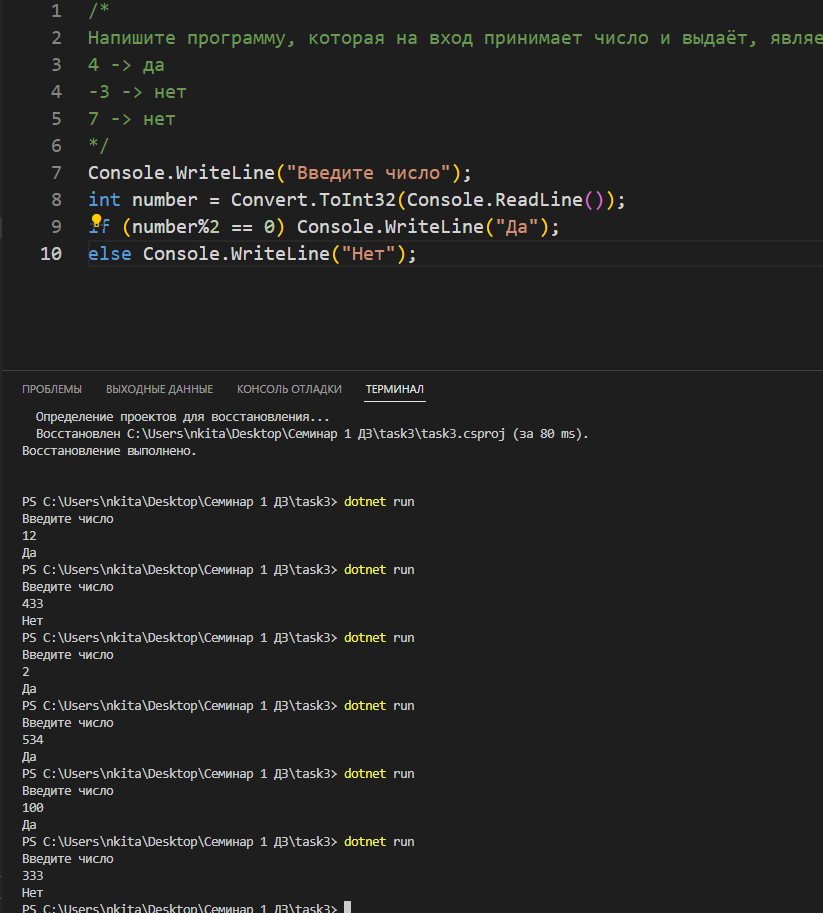 1 /*
2 Напишите программу, которая на вход принимает число и выдаёт, являе
3 4 -> да
4 -3 -> нет
5 7 -> нет
6 */
7 Console.WriteLine("Введите число");
8 int number = Convert.ToInt32(Console.ReadLine());
9 if (number%2 == 0) Console.WriteLine("Да");
10 else Console.WriteLine("Нет");
ПРОБЛЕМЫ ВЫХОДНЫЕ ДАННЫЕ КОНСОЛЬ ОТЛАДКИ ТЕРМИНАЛ
Определение проектов для восстановления...
Восстановлен C:\Users\nkita\Desktop\Семинар 1 ДЗ\task3\task3.csproj (за 80 ms).
Восстановление выполнено.
PS C:\Users\nkita\Desktop\Семинар 1 ДЗ\task3> dotnet run
Введите число
12
Да
PS C:\Users\nkita\Desktop\Семинар 1 ДЗ\task3> dotnet run
Введите число
433
Нет
PS C:\Users\nkita\Desktop\Семинар 1 ДЗ\task3> dotnet run
Введите число
2
Да
PS C:\Users\nkita\Desktop\Семинар 1 ДЗ\task3> dotnet run
Введите число
534
Да
PS C:\Users\nkita\Desktop\Семинар 1 ДЗ\task3> dotnet run
Введите число
100
Да
PS C:\Users\nkita\Desktop\Семинар 1 ДЗ\task3> dotnet run
Введите число
333
Нет
PS C:\Users\nkita\Desktop\Семинар 1 ДЗ\task3>